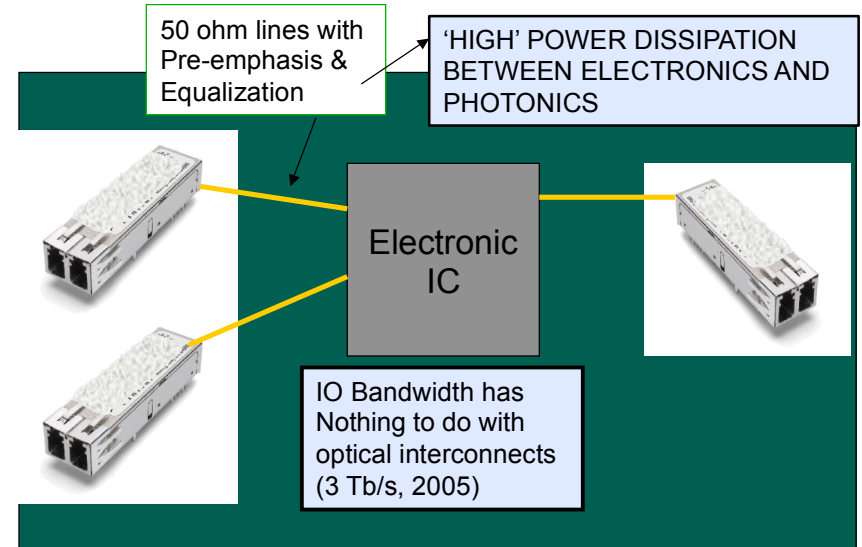 50 ohm lines with
Pre-emphasis &
Equalization
‘HIGH’ POWER DISSIPATION
BETWEEN ELECTRONICS AND
PHOTONICS
Electronic
IC
IO Bandwidth has
Nothing to do with
optical interconnects
(3 Tb/s, 2005)